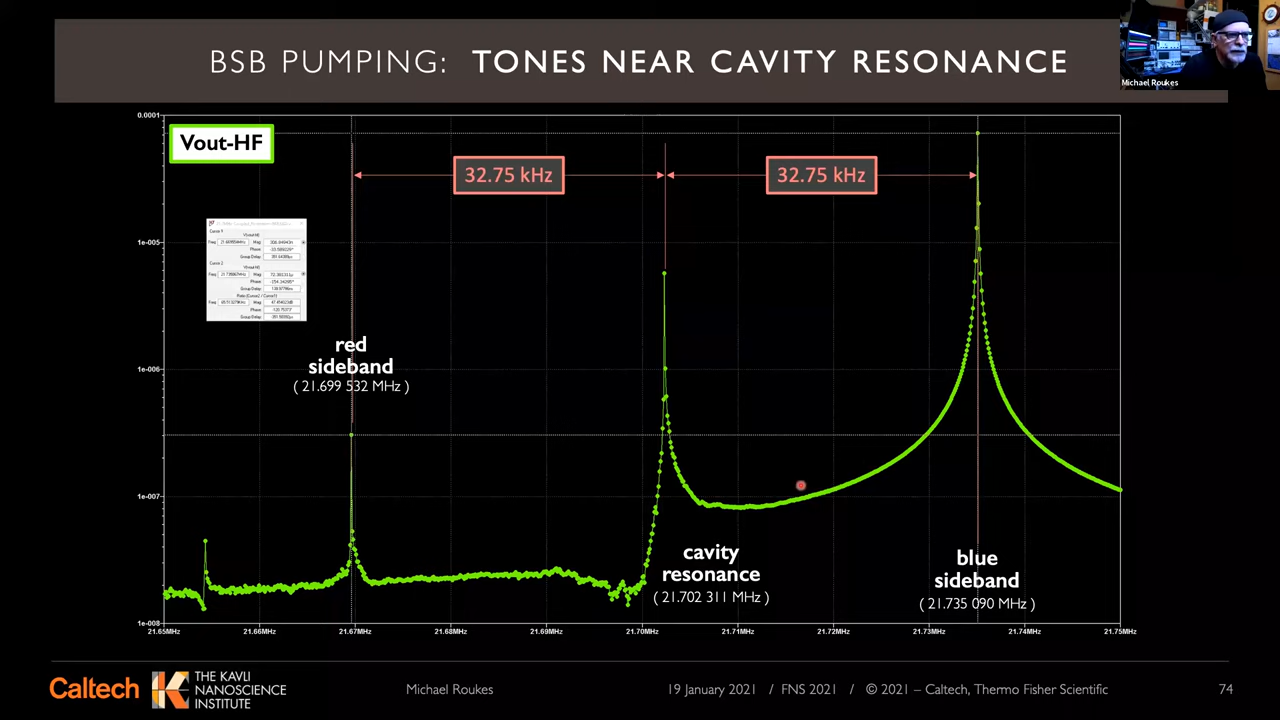 BSB PUMPING: TONES NEAR CAVITY RESONANCE
Michael Roukes
0.0001
Vout-HF
32.75 kHz
32.75 kHz
1e-005
1e-006
1e-007
1e-008
red
sideband
( 21.699 532 MHz )
cavity
resonance
( 21.702 311 MHz )
blue
sideband
( 21.735 090 MHz )
21.65MHz 21.66MHz 21.67MHz 21.68MHz 21.69MHz 21.70MHz 21.71MHz 21.72MHz 21.73MHz 21.74MHz 21.75MHz
Caltech
THE KAVLI
NANOSCIENCE
INSTITUTE
Michael Roukes
19 January 2021 / FNS 2021 / © 2021 – Caltech, Thermo Fisher Scientific
74